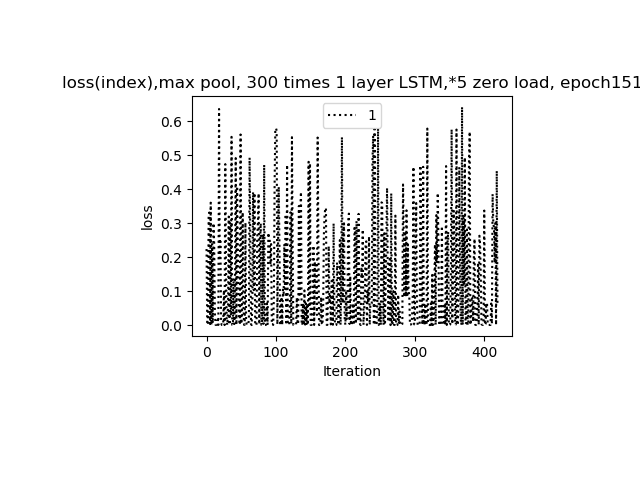 loss(index),max pool, 300 times 1 layer LSTM,*5 zero load, epoch151
1
0.6
0.5
0.4
0.3
0.2
0.1
0.0
loss
0 100 200 300 400
Iteration